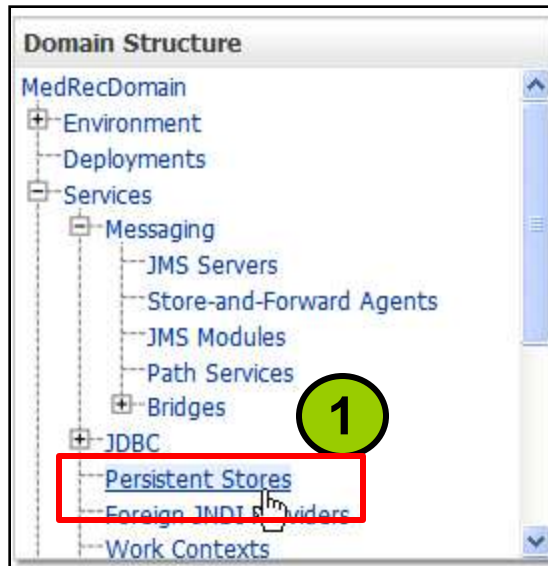 Domain Structure
MedRecDomain
Environment
Deployments
Services
Messaging
JMS Servers
Store-and-Forward Agents
JMS Modules
Path Services
Bridges
1
JDBC
Persistent Stores
Foreign JNDI Providers
Work Contexts